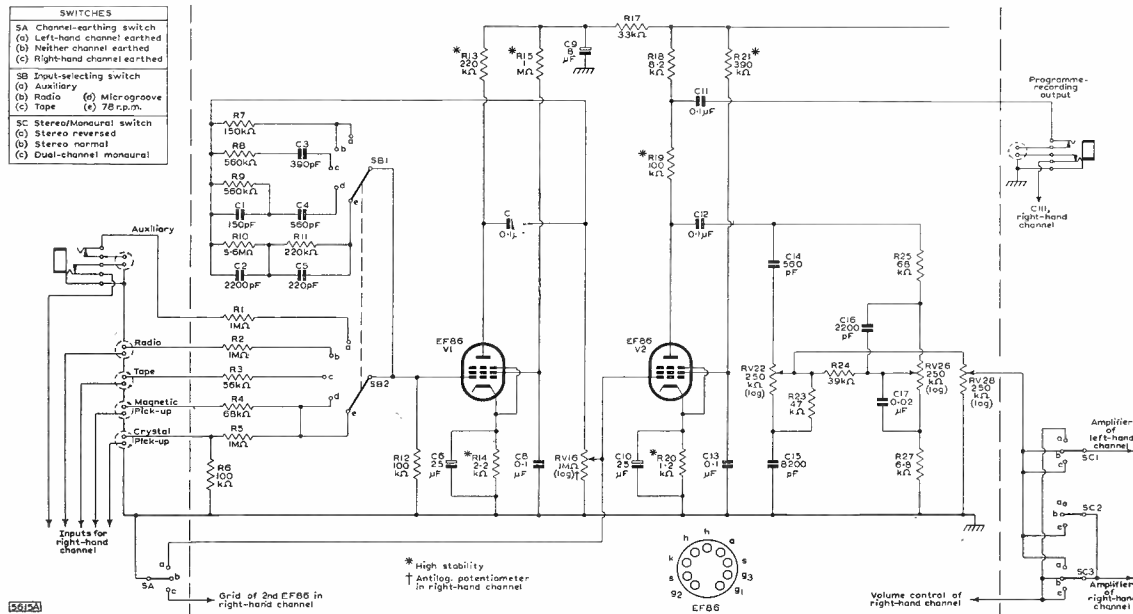 SWITCHES
SA Channel-earthing switch
(a) Left-hand channel earthed
(b) Neither channel earthed
(c) Right-hand channel earthed
SB Input-selecting switch
(a) Auxiliary
(b) Radio (d) Microgroove
(c) Tape (e) 78 r.p.m.
SC Stereo/Monaural switch
(a) Stereo reversed
(b) Stereo normal
(c) Dual-channel monaural
R17
33kΩ
*R13
220
kΩ
*R15
1
MΩ
C9
8
µF
R18
8·2
kΩ
R21*
390
kΩ
C11
0·1µF
Programme-
recording
output
C111,
right-hand
channel
R7
150kΩ
R8
560kΩ
C3
390pF
R9
560kΩ
C1
150pF
C4
560pF
R10
5·6MΩ
R11
220kΩ
C2
2200pF
C5
220pF
a
b
c
d
e
SB1
*R19
100
kΩ
C
0·1µ
C12
0·1µF
Auxiliary
R1
1MΩ
Radio
R2
1MΩ
Tape
R3
56kΩ
Magnetic
Pick-up
R4
68kΩ
Crystal
Pick-up
R5
1MΩ
R6
100
kΩ
a
b
c
d
e
SB2
EF86
V1
EF86
V2
C14
560
pF
R25
68
kΩ
C16
2200
pF
RV22
250
kΩ
(log)
R24
39kΩ
R23
47
kΩ
RV26
250
kΩ
(log)
RV28
250
kΩ
(log)
C17
0·02
µF
R12
100
kΩ
C6
25
µF
*R14
2·2
kΩ
C8
0·1
µF
RV16
1MΩ
(log)†
C10
25
µF
*R20
1·2
kΩ
C13
0·1
µF
C15
8200
pF
R27
6·8
kΩ
Amplifier
of
left-hand
channel
a
b
c
SC1
a
b
c
SC2
a
b
c
SC3
Amplifier
of
right-hand
channel
Inputs for
right-hand
channel
a
b
c
SA
Grid of 2nd EF86 in
right-hand channel
* High stability
† Antilog. potentiometer
in right-hand channel
h
h
a
k
s
s
g3
g2
g1
EF86
Volume control of
right-hand channel
5615A